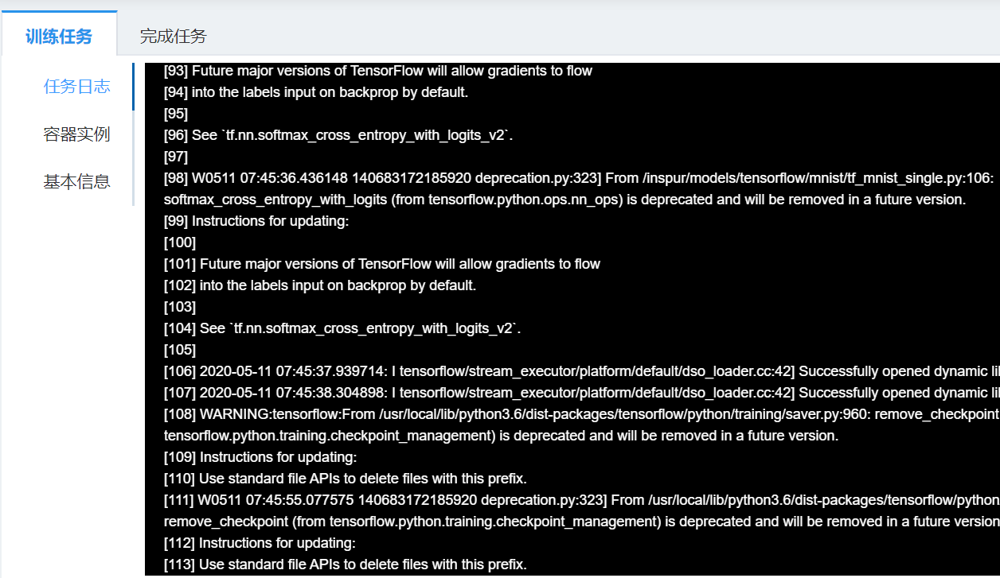 训练任务
完成任务
任务日志
容器实例
基本信息
[93] Future major versions of TensorFlow will allow gradients to flow
[94] into the labels input on backprop by default.
[95]
[96] See `tf.nn.softmax_cross_entropy_with_logits_v2`.
[97]
[98] W0511 07:45:36.436148 140683172185920 deprecation.py:323] From /inspur/models/tensorflow/mnist/tf_mnist_single.py:106:
softmax_cross_entropy_with_logits (from tensorflow.python.ops.nn_ops) is deprecated and will be removed in a future version.
[99] Instructions for updating:
[100]
[101] Future major versions of TensorFlow will allow gradients to flow
[102] into the labels input on backprop by default.
[103]
[104] See `tf.nn.softmax_cross_entropy_with_logits_v2`.
[105]
[106] 2020-05-11 07:45:37.939714: I tensorflow/stream_executor/platform/default/dso_loader.cc:42] Successfully opened dynamic li
[107] 2020-05-11 07:45:38.304898: I tensorflow/stream_executor/platform/default/dso_loader.cc:42] Successfully opened dynamic li
[108] WARNING:tensorflow:From /usr/local/lib/python3.6/dist-packages/tensorflow/python/training/saver.py:960: remove_checkpoint
tensorflow.python.training.checkpoint_management) is deprecated and will be removed in a future version.
[109] Instructions for updating:
[110] Use standard file APIs to delete files with this prefix.
[111] W0511 07:45:55.077575 140683172185920 deprecation.py:323] From /usr/local/lib/python3.6/dist-packages/tensorflow/python
remove_checkpoint (from tensorflow.python.training.checkpoint_management) is deprecated and will be removed in a future version
[112] Instructions for updating:
[113] Use standard file APIs to delete files with this prefix.